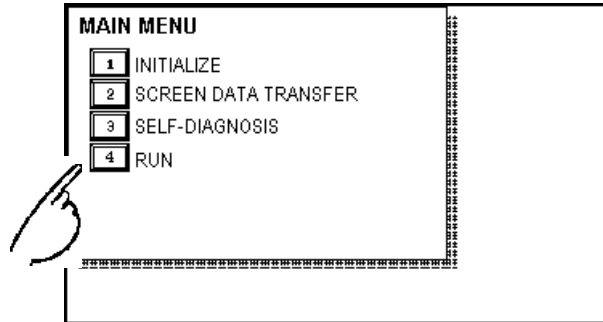 MAIN MENU
1 INITIALIZE
2 SCREEN DATA TRANSFER
3 SELF-DIAGNOSIS
4 RUN